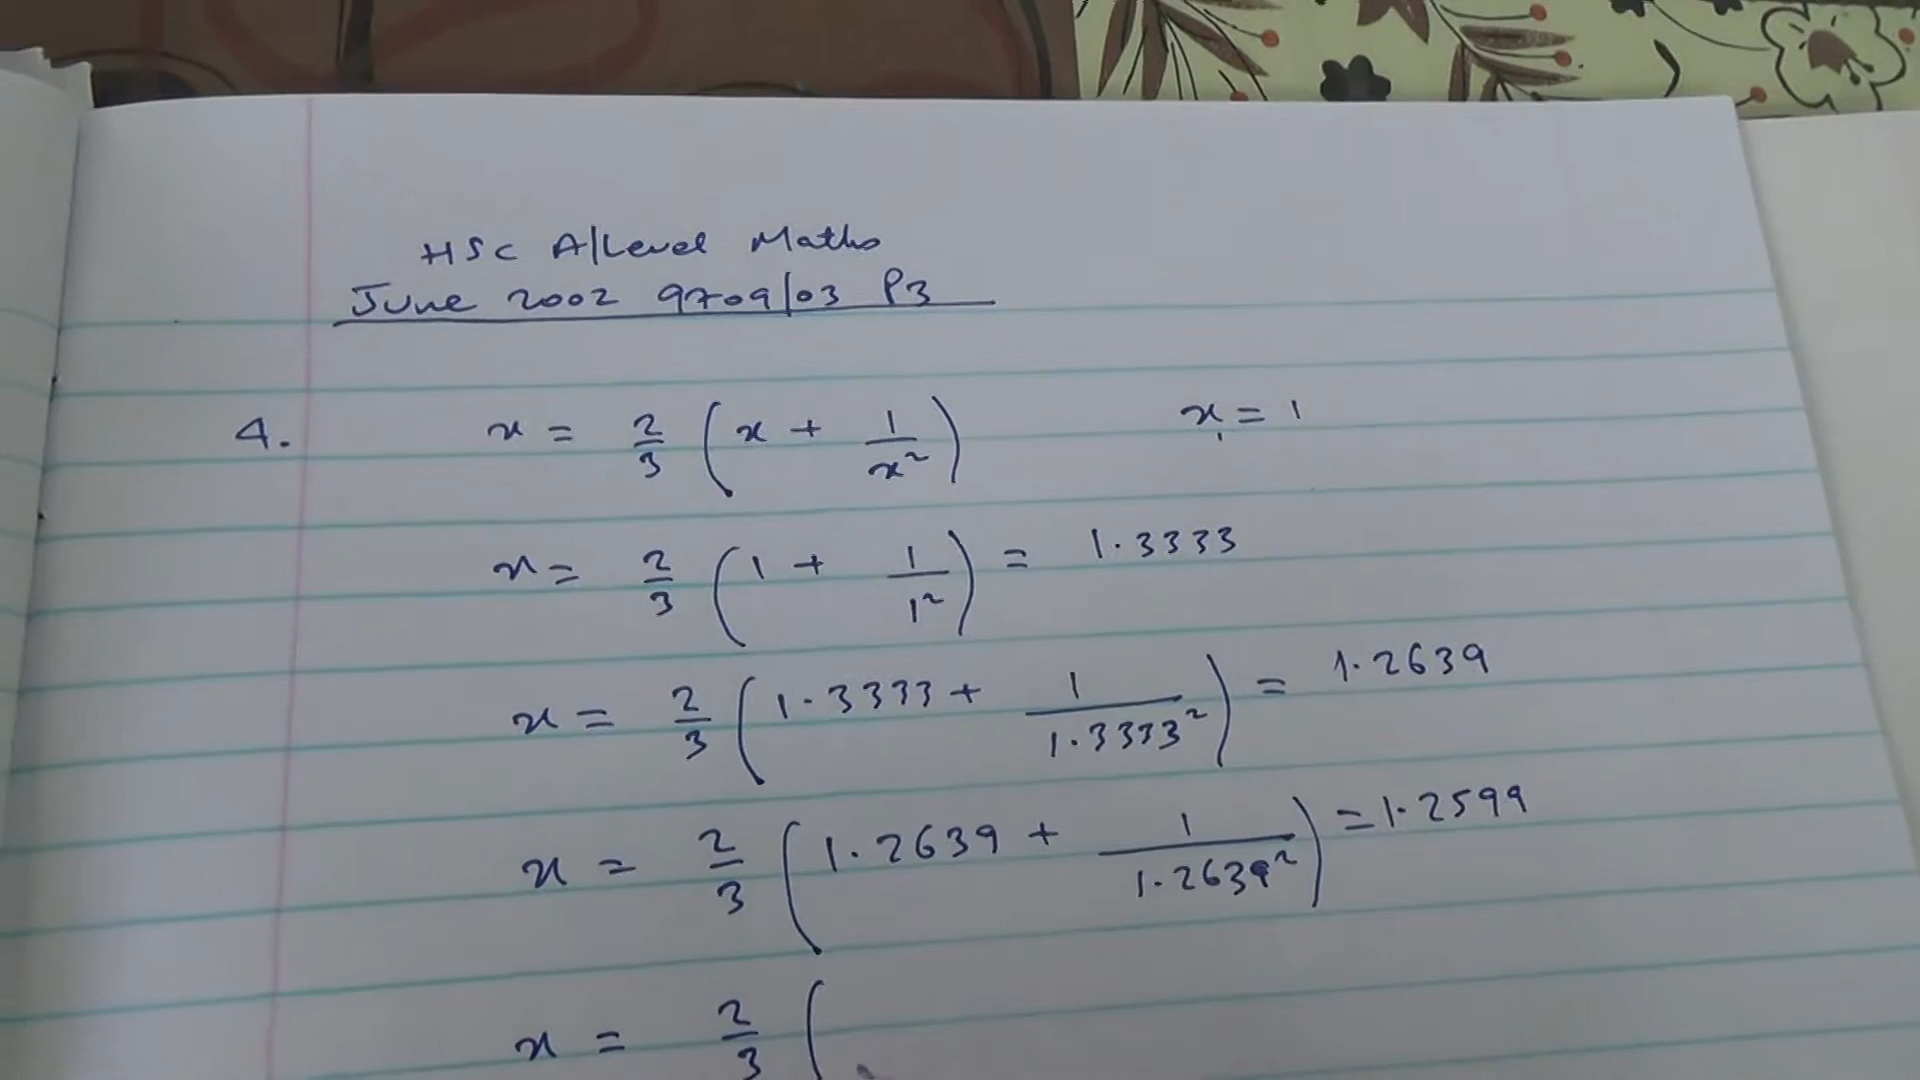 HSC A/Level Maths
June 2002 9709/03 P3
4. x = 2/3 (x + 1/x²) x₁ = 1
x = 2/3 (1 + 1/1²) = 1.3333
x = 2/3 (1.3333 + 1/1.3333²) = 1.2639
x = 2/3 (1.2639 + 1/1.2639²) = 1.2599
x = 2/3 (